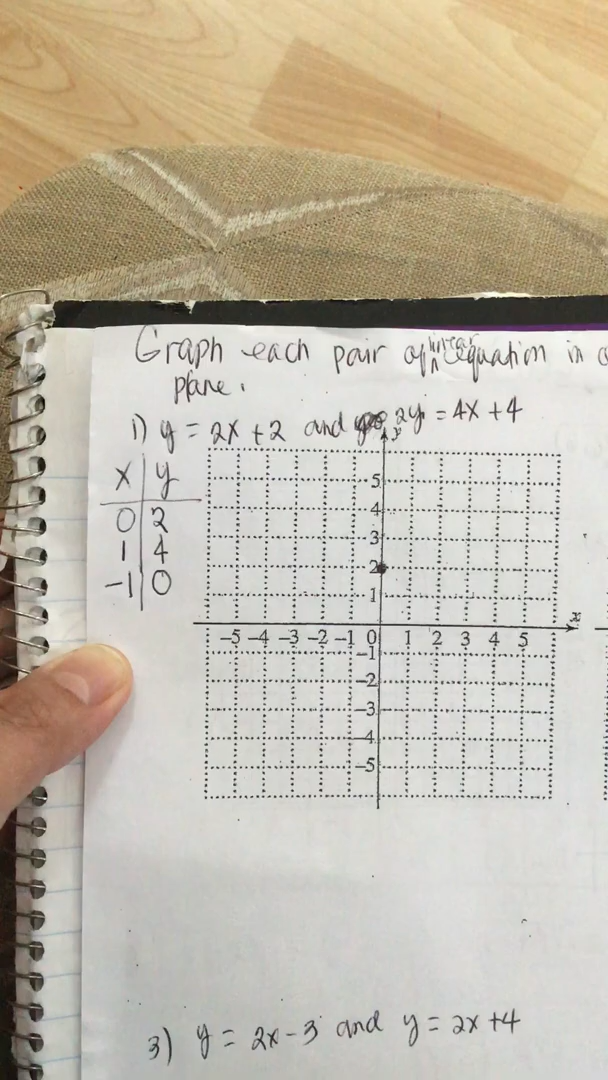 Graph each pair of linear equation in
plane.
1) y = 2x + 2 and 2y = 4x + 4
x y
0 2
1 4
-1 0
y
5
4
3
2
1
x
-5 -4 -3 -2 -1 0 1 2 3 4 5
-1
-2
-3
-4
-5
3) y = 2x - 3 and y = 2x + 4